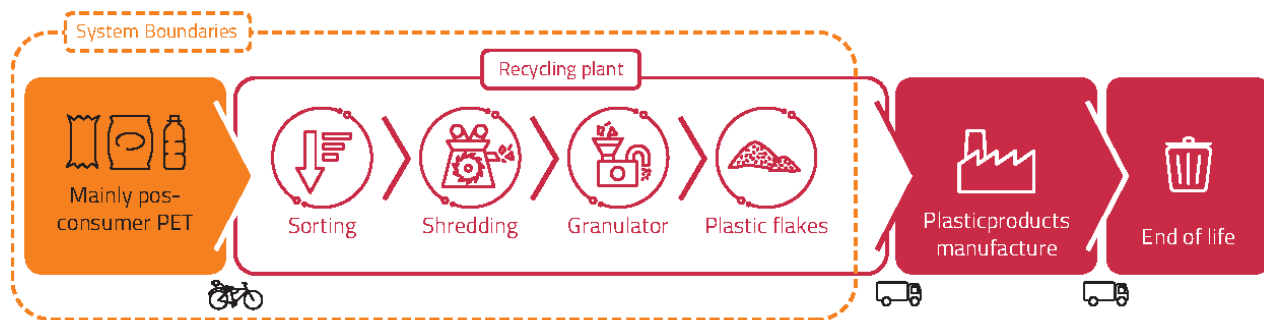 System Boundaries
Recycling plant
Mainly pos-
consumer PET
Sorting
Shredding
Granulator
Plastic flakes
Plasticproducts
manufacture
End of life